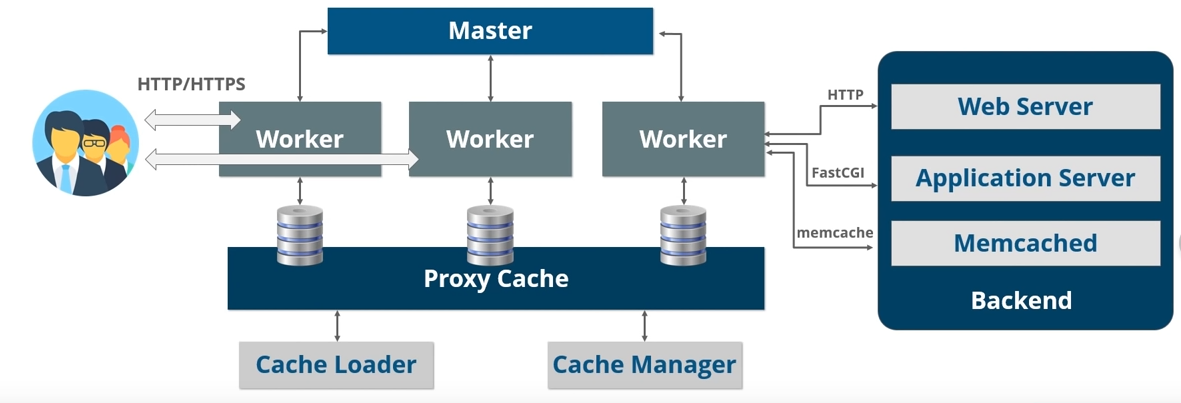 Master
HTTP/HTTPS
Worker
Worker
Worker
HTTP
FastCGI
memcache
Web Server
Application Server
Memcached
Backend
Proxy Cache
Cache Loader
Cache Manager